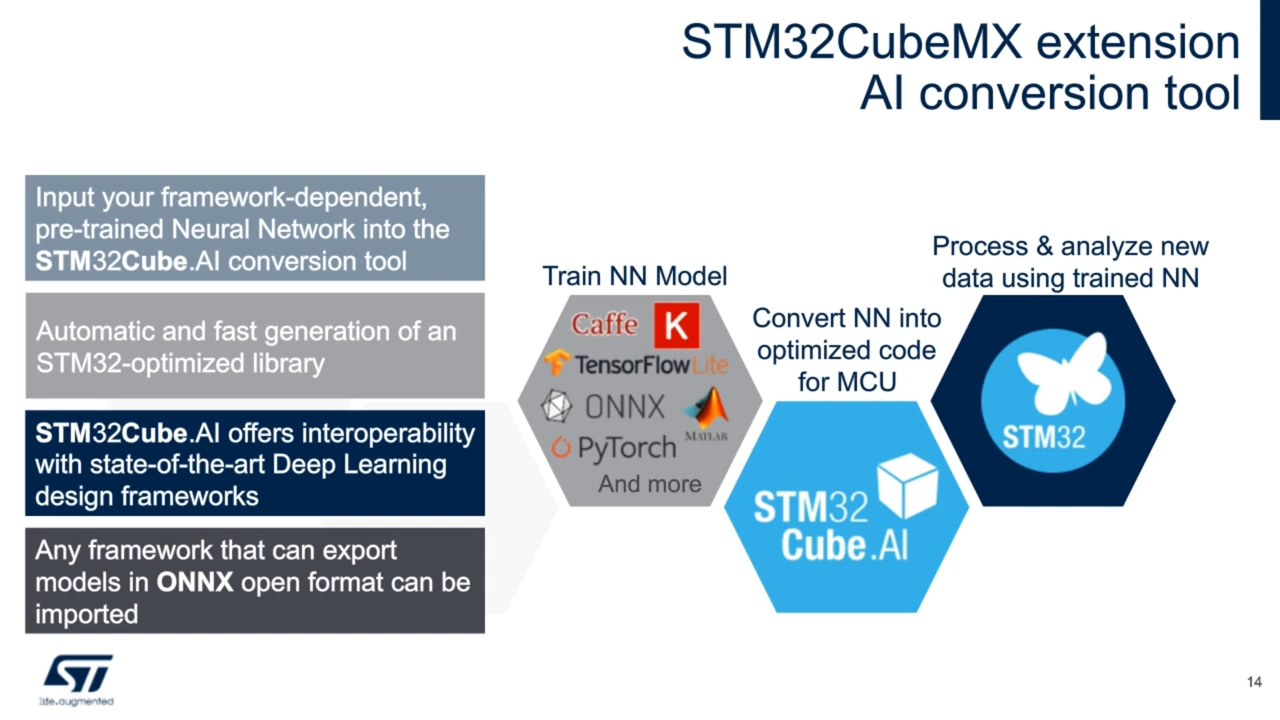 STM32CubeMX extension
AI conversion tool
Input your framework-dependent,
pre-trained Neural Network into the
STM32Cube.AI conversion tool
Automatic and fast generation of an
STM32-optimized library
STM32Cube.AI offers interoperability
with state-of-the-art Deep Learning
design frameworks
Any framework that can export
models in ONNX open format can be
imported
Train NN Model
Caffe K
TensorFlow Lite
ONNX
MATLAB
PyTorch
And more
Convert NN into
optimized code
for MCU
STM32
Cube.AI
Process & analyze new
data using trained NN
STM32
ST
life.augmented
14